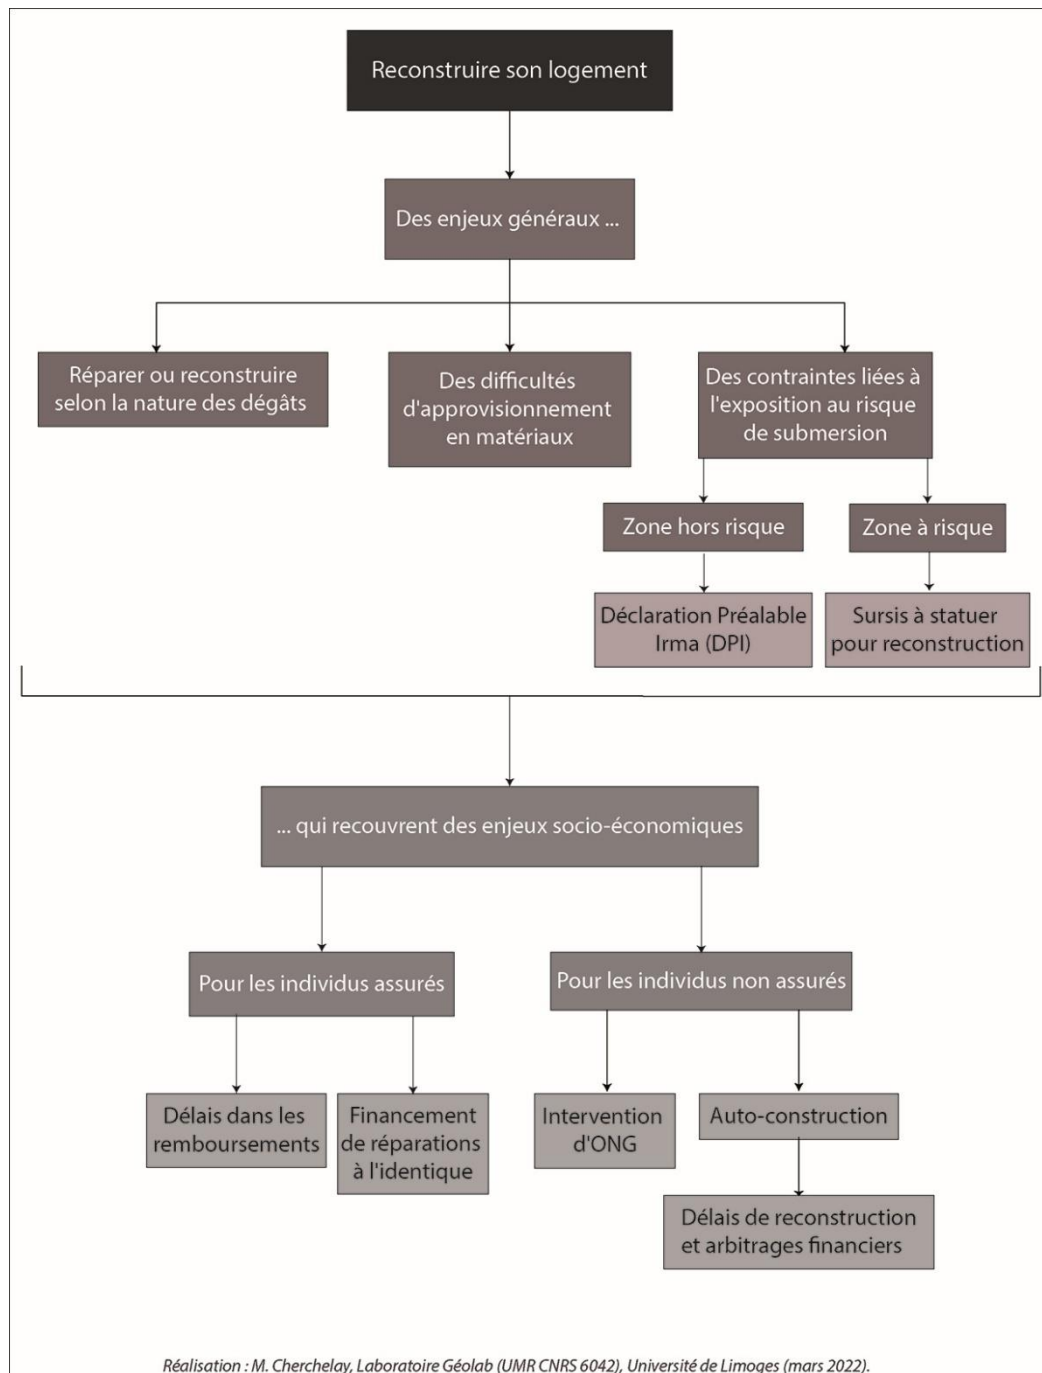 Reconstruire son logement
Des enjeux généraux ...
Réparer ou reconstruire
selon la nature des dégâts
Des difficultés
d'approvisionnement
en matériaux
Des contraintes liées à
l'exposition au risque
de submersion
Zone hors risque
Zone à risque
Déclaration Préalable
Irma (DPI)
Sursis à statuer
pour reconstruction
... qui recouvrent des enjeux socio-économiques
Pour les individus assurés
Pour les individus non assurés
Délais dans les
remboursements
Financement
de réparations
à l'identique
Intervention
d'ONG
Auto-construction
Délais de reconstruction
et arbitrages financiers
Réalisation : M. Cherchelay, Laboratoire Géolab (UMR CNRS 6042), Université de Limoges (mars 2022).